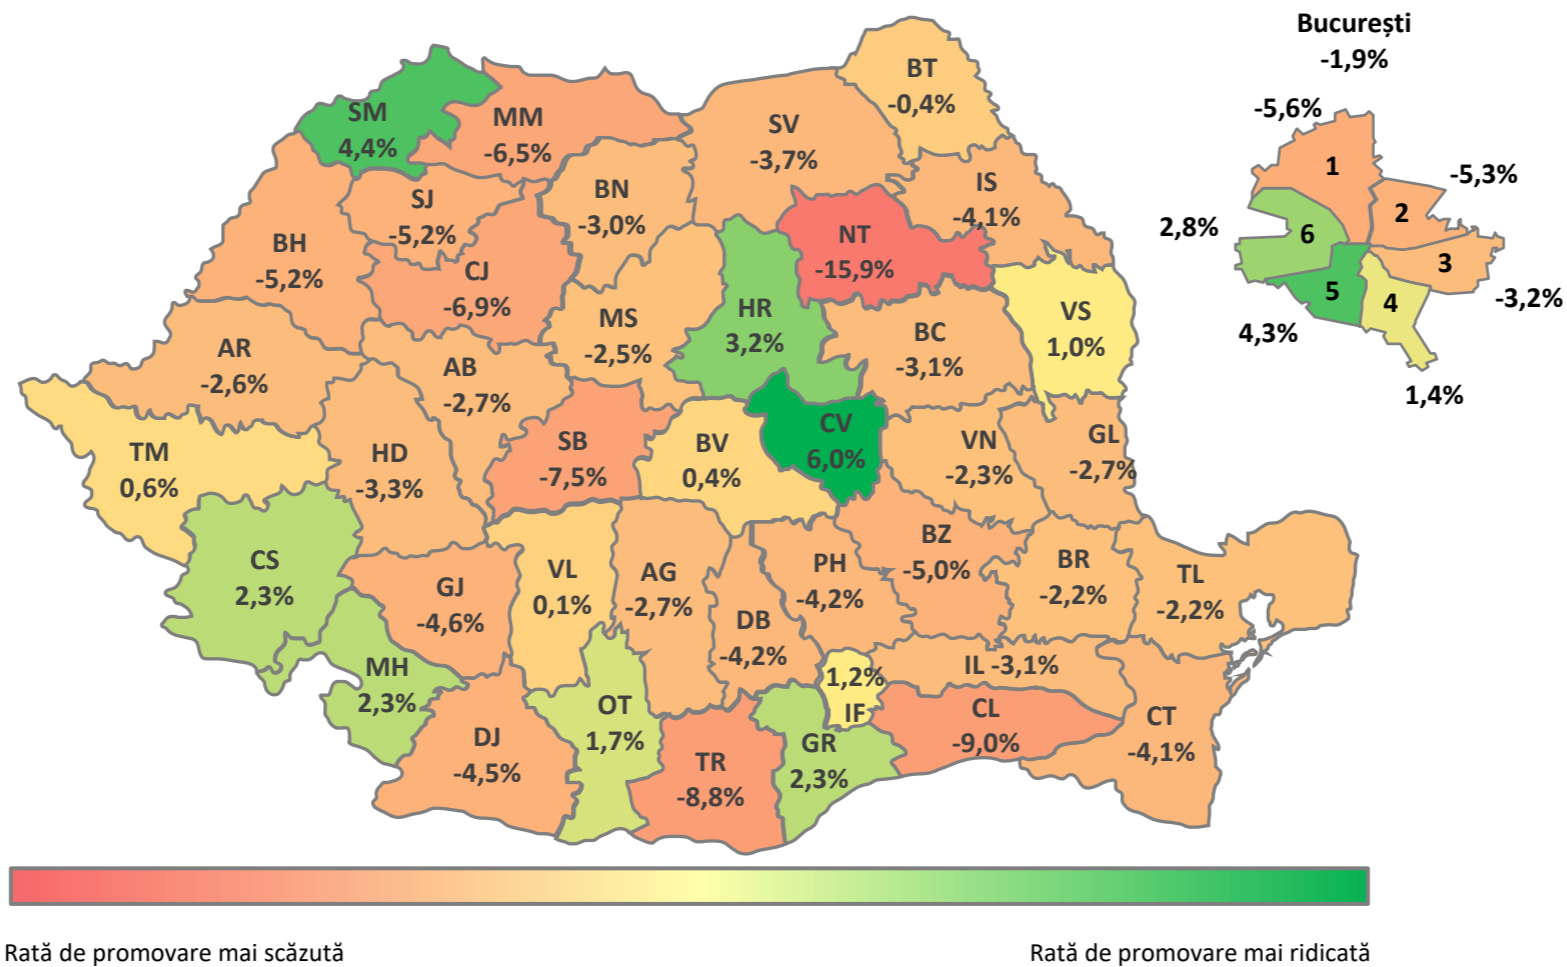 București
-1,9%
-5,6%
1
-5,3%
2
2,8%
6
3
-3,2%
5
4
4,3%
1,4%
BT
-0,4%
SM
4,4%
MM
-6,5%
SV
-3,7%
IS
-4,1%
SJ
-5,2%
BN
-3,0%
BH
-5,2%
CJ
-6,9%
NT
-15,9%
MS
-2,5%
HR
3,2%
BC
-3,1%
VS
1,0%
AR
-2,6%
AB
-2,7%
TM
0,6%
HD
-3,3%
SB
-7,5%
BV
0,4%
CV
6,0%
VN
-2,3%
GL
-2,7%
CS
2,3%
GJ
-4,6%
VL
0,1%
AG
-2,7%
DB
-4,2%
PH
-4,2%
BZ
-5,0%
BR
-2,2%
TL
-2,2%
MH
2,3%
DJ
-4,5%
OT
1,7%
TR
-8,8%
GR
2,3%
1,2%
IF
IL -3,1%
CL
-9,0%
CT
-4,1%
Rată de promovare mai scăzută
Rată de promovare mai ridicată